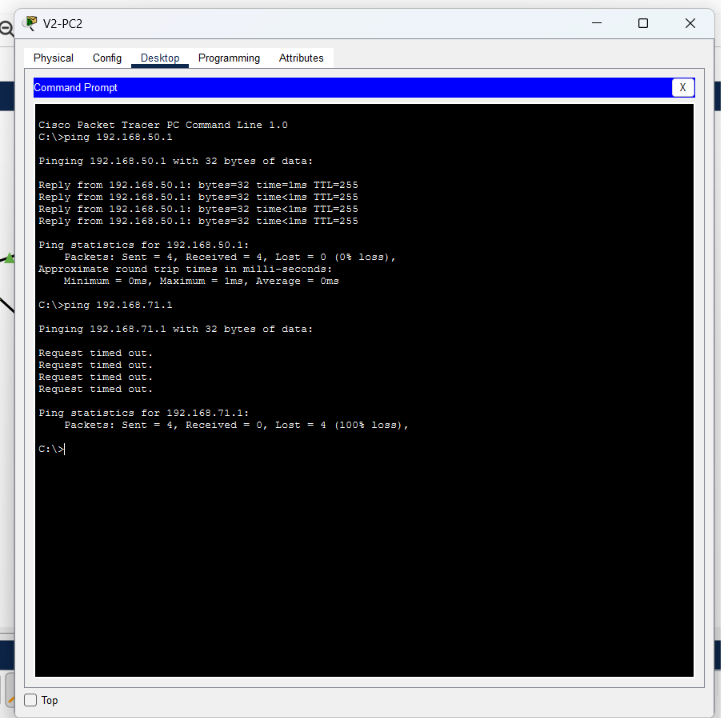 V2-PC2
Physical Config Desktop Programming Attributes
Command Prompt X
Cisco Packet Tracer PC Command Line 1.0
C:\>ping 192.168.50.1
Pinging 192.168.50.1 with 32 bytes of data:
Reply from 192.168.50.1: bytes=32 time=1ms TTL=255
Reply from 192.168.50.1: bytes=32 time<1ms TTL=255
Reply from 192.168.50.1: bytes=32 time<1ms TTL=255
Reply from 192.168.50.1: bytes=32 time<1ms TTL=255
Ping statistics for 192.168.50.1:
Packets: Sent = 4, Received = 4, Lost = 0 (0% loss),
Approximate round trip times in milli-seconds:
Minimum = 0ms, Maximum = 1ms, Average = 0ms
C:\>ping 192.168.71.1
Pinging 192.168.71.1 with 32 bytes of data:
Request timed out.
Request timed out.
Request timed out.
Request timed out.
Ping statistics for 192.168.71.1:
Packets: Sent = 4, Received = 0, Lost = 4 (100% loss),
C:\>
Top